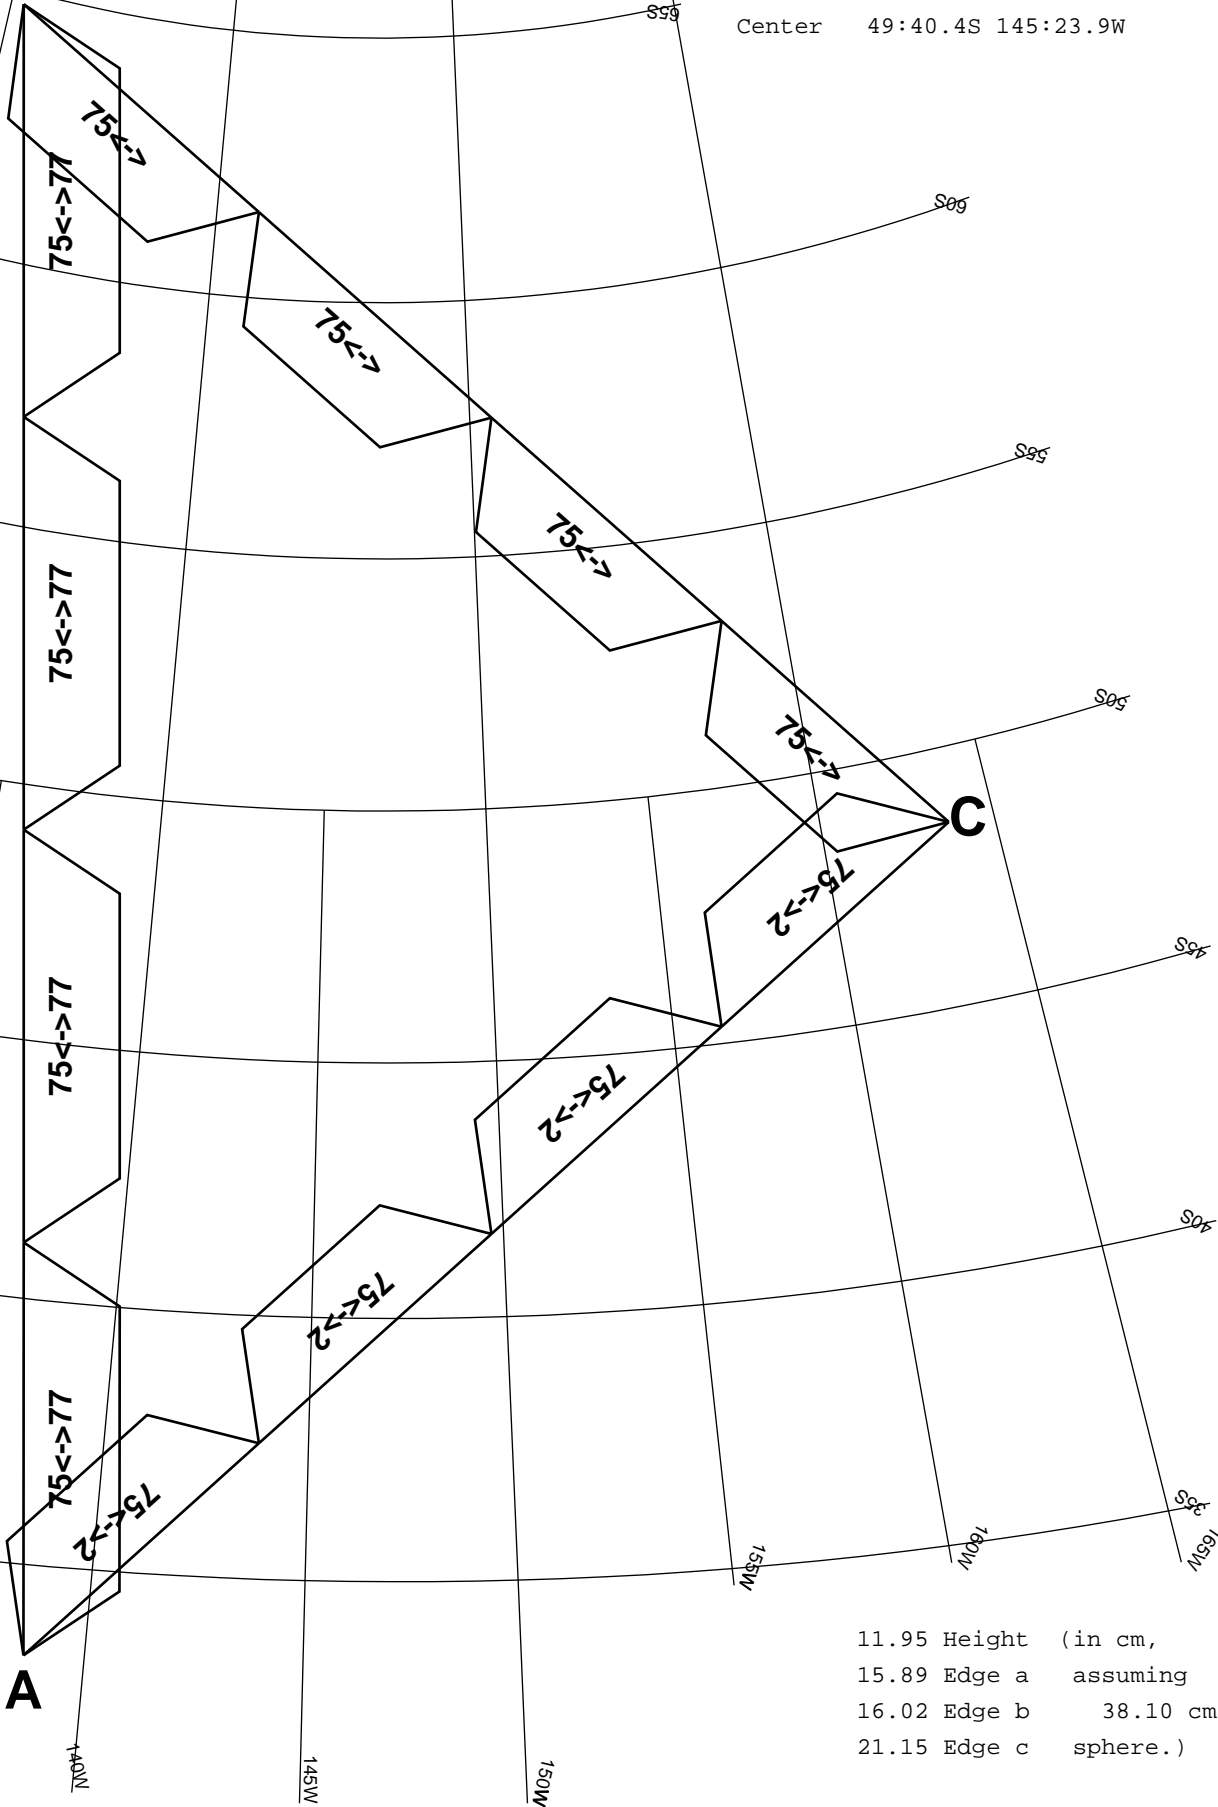 65S
Center 49:40.4S 145:23.9W
75<->
75<->77
60S
75<->
55S
75<->
75<->77
50S
75<->
C
75<->2
45S
75<->77
75<->2
40S
75<->2
75<->77
75<->2
35S
155W
160W
165W
A
11.95 Height (in cm,
15.89 Edge a assuming
16.02 Edge b 38.10 cm
21.15 Edge c sphere.)
140W
145W
150W